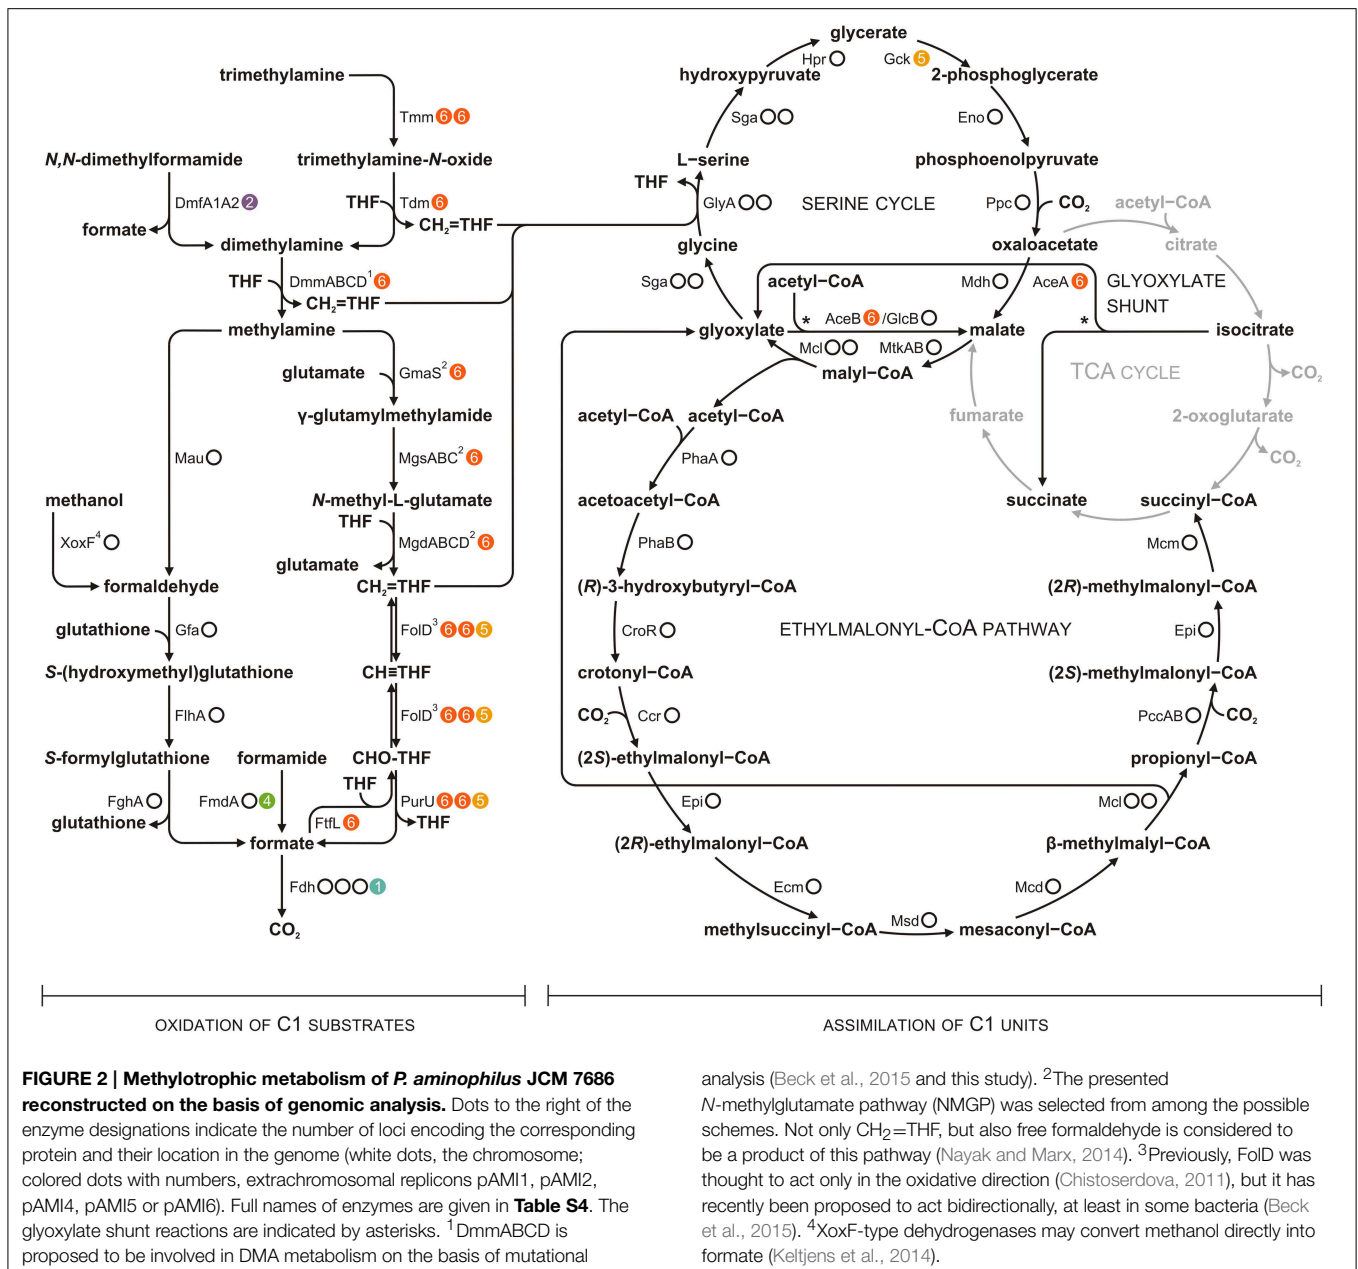 trimethylamine
Tmm 6 6
N,N-dimethylformamide
trimethylamine-N-oxide
DmfA1A2 2
THF
Tdm 6
formate
CH2=THF
dimethylamine
THF
DmmABCD1 6
CH2=THF
methylamine
glutamate
GmaS2 6
γ-glutamylmethylamide
Mau
MgsABC2 6
methanol
N-methyl-L-glutamate
THF
XoxF4
MgdABCD2 6
glutamate
formaldehyde
CH2=THF
glutathione
Gfa
FolD3 6 6 5
S-(hydroxymethyl)glutathione
CH≡THF
FlhA
FolD3 6 6 5
S-formylglutathione
formamide
CHO-THF
THF
FghA
FmdA 4
PurU 6 6 5
glutathione
FtfL 6
THF
formate
Fdh 1
CO2
OXIDATION OF C1 SUBSTRATES
glycerate
Hpr
Gck 5
hydroxypyruvate
2-phosphoglycerate
Sga
Eno
L−serine
phosphoenolpyruvate
THF
GlyA
SERINE CYCLE
Ppc
CO2
acetyl−CoA
glycine
oxaloacetate
citrate
Sga
acetyl−CoA
Mdh
AceA 6
GLYOXYLATE
SHUNT
*
AceB 6 /GlcB
*
glyoxylate
malate
isocitrate
Mcl
MtkAB
malyl−CoA
TCA CYCLE
CO2
acetyl−CoA
acetyl−CoA
fumarate
2-oxoglutarate
PhaA
CO2
acetoacetyl−CoA
succinate
succinyl−CoA
PhaB
Mcm
(R)-3-hydroxybutyryl−CoA
(2R)-methylmalonyl−CoA
CroR
ETHYLMALONYL-COA PATHWAY
Epi
crotonyl−CoA
(2S)-methylmalonyl−CoA
CO2
Ccr
PccAB
CO2
(2S)-ethylmalonyl−CoA
propionyl−CoA
Epi
Mcl
(2R)-ethylmalonyl−CoA
β-methylmalyl−CoA
Ecm
Mcd
methylsuccinyl−CoA
Msd
mesaconyl−CoA
ASSIMILATION OF C1 UNITS
FIGURE 2 | Methylotrophic metabolism of P. aminophilus JCM 7686
reconstructed on the basis of genomic analysis. Dots to the right of the
enzyme designations indicate the number of loci encoding the corresponding
protein and their location in the genome (white dots, the chromosome;
colored dots with numbers, extrachromosomal replicons pAMI1, pAMI2,
pAMI4, pAMI5 or pAMI6). Full names of enzymes are given in Table S4. The
glyoxylate shunt reactions are indicated by asterisks. 1DmmABCD is
proposed to be involved in DMA metabolism on the basis of mutational
analysis (Beck et al., 2015 and this study). 2The presented
N-methylglutamate pathway (NMGP) was selected from among the possible
schemes. Not only CH2=THF, but also free formaldehyde is considered to
be a product of this pathway (Nayak and Marx, 2014). 3Previously, FolD was
thought to act only in the oxidative direction (Chistoserdova, 2011), but it has
recently been proposed to act bidirectionally, at least in some bacteria (Beck
et al., 2015). 4XoxF-type dehydrogenases may convert methanol directly into
formate (Keltjens et al., 2014).